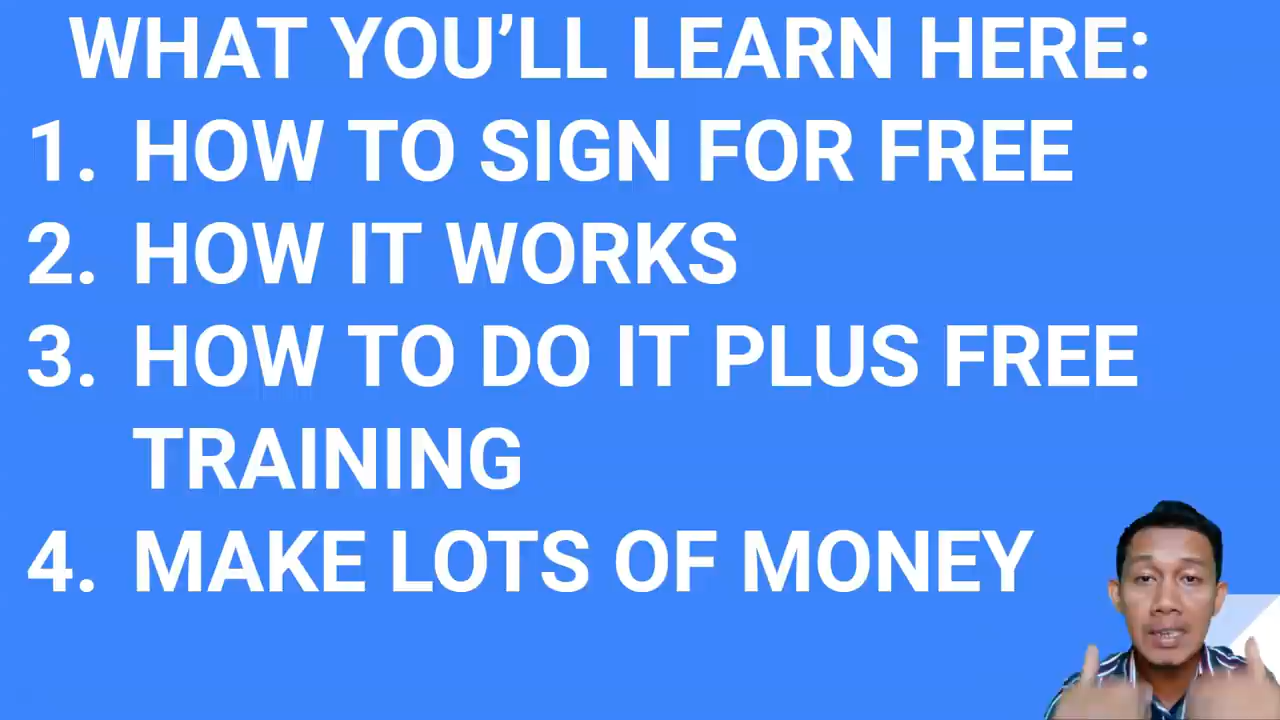 WHAT YOU’LL LEARN HERE:
1. HOW TO SIGN FOR FREE
2. HOW IT WORKS
3. HOW TO DO IT PLUS FREE
TRAINING
4. MAKE LOTS OF MONEY